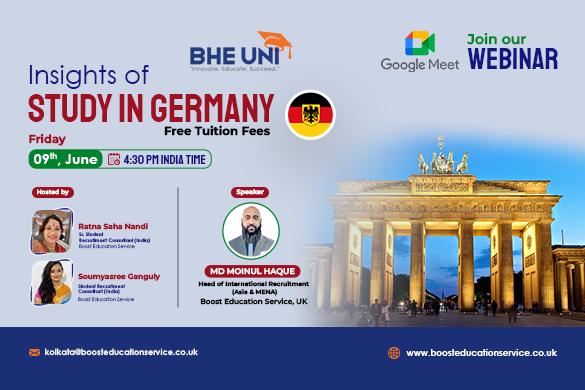 BHE UNI
"Innovate. Educate. Succeed."
Google Meet
Join our
WEBINAR
Insights of
STUDY IN GERMANY
Free Tuition Fees
Friday
09th, June
4:30 PM INDIA TIME
Hosted by
Ratna Saha Nandi
Sr. Student
Recruitment Consultant (India)
Boost Education Service
Soumyasree Ganguly
Student Recruitment
Consultant (India)
Boost Education Service
Speaker
MD MOINUL HAQUE
Head of International Recruitment
(Asia & MENA)
Boost Education Service, UK
kolkata@boosteducationservice.co.uk
www.boosteducationservice.co.uk